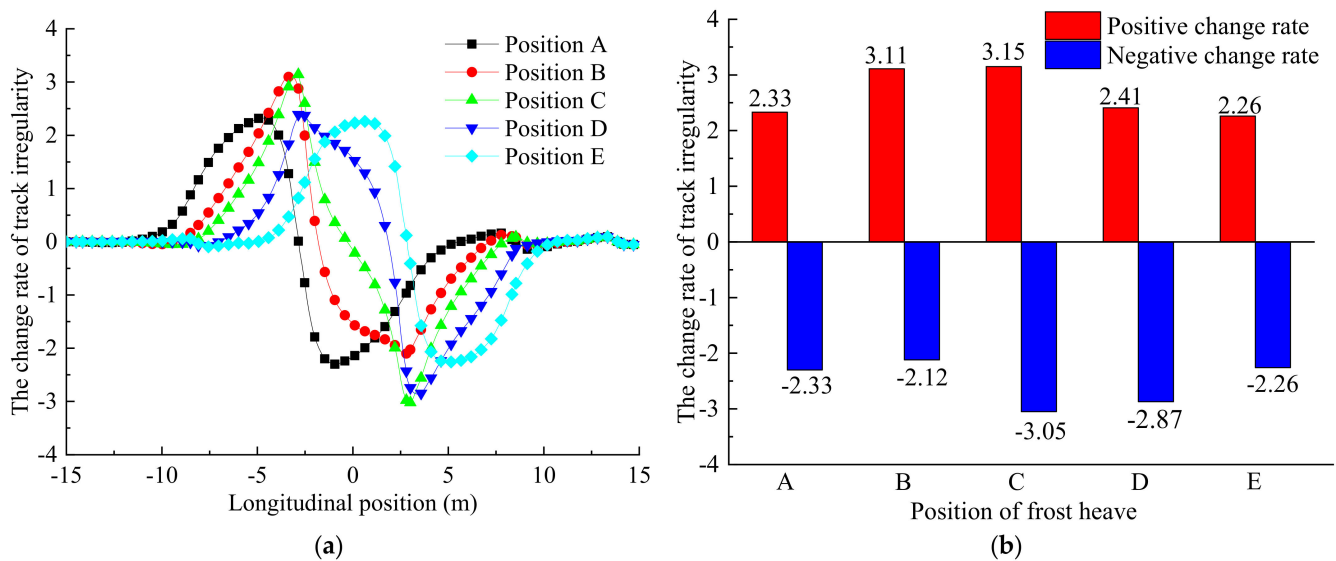 The change rate of track irregularity
4
3
2
1
0
-1
-2
-3
-4
-15
-10
-5
0
5
10
15
Longitudinal position (m)
Position A
Position B
Position C
Position D
Position E
(a)
The change rate of track irregularity
4
3
2
1
0
-1
-2
-3
-4
Positive change rate
Negative change rate
2.33
3.11
3.15
2.41
2.26
-2.33
-2.12
-3.05
-2.87
-2.26
A
B
C
D
E
Position of frost heave
(b)